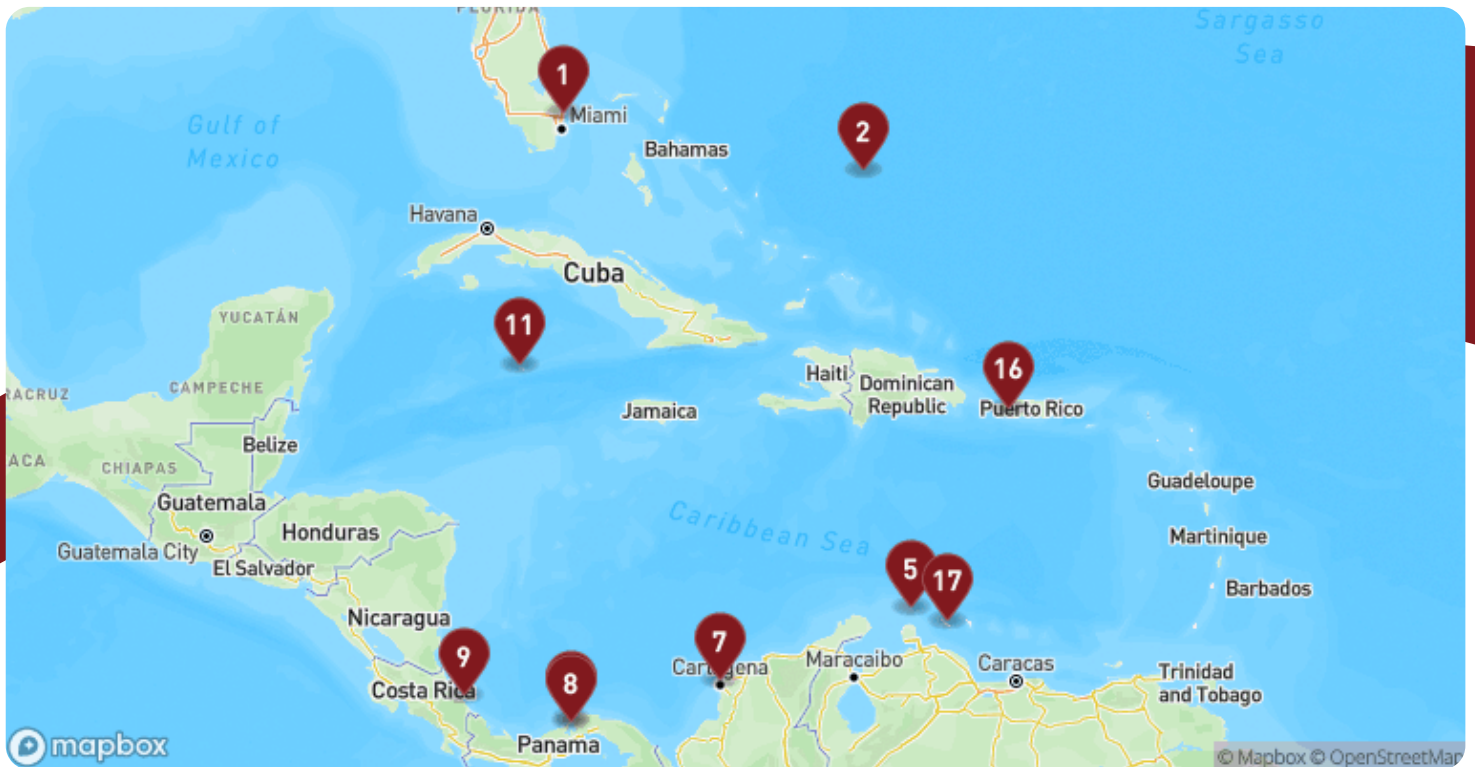 FLORIDA
Sargasso
Sea
1
Miami
Gulf of
Mexico
2
Bahamas
Havana
Cuba
YUCATÁN
11
16
RACRUZ
CAMPECHE
Haiti
Dominican
Republic
Puerto Rico
Jamaica
Belize
ACA
CHIAPAS
Guatemala
Guadeloupe
Honduras
Caribbean Sea
Martinique
Guatemala City
El Salvador
5
17
Barbados
Nicaragua
9
7
Cartagena
Maracaibo
Caracas
Costa Rica
8
Trinidad
and Tobago
Panama
mapbox
© Mapbox © OpenStreetMap